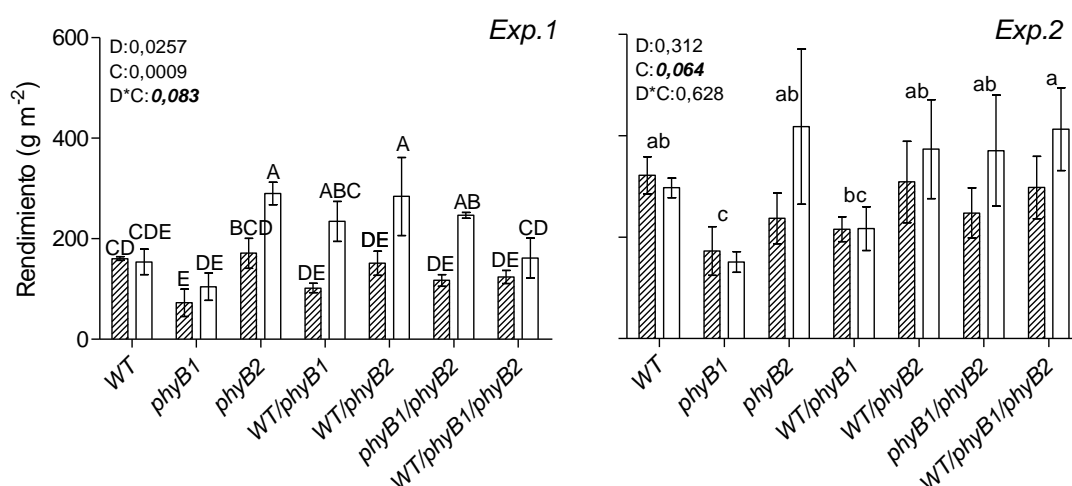 Exp.1
Exp.2
600
400
200
0
Rendimiento (g m-2)
D:0,0257
C:0,0009
D*C:0,083
CD
CDE
E
DE
BCD
A
DE
ABC
DE
A
DE
AB
DE
CD
WT
phyB1
phyB2
WT/phyB1
WT/phyB2
phyB1/phyB2
WT/phyB1/phyB2
D:0,312
C:0,064
D*C:0,628
ab
c
ab
bc
ab
ab
a
WT
phyB1
phyB2
WT/phyB1
WT/phyB2
phyB1/phyB2
WT/phyB1/phyB2